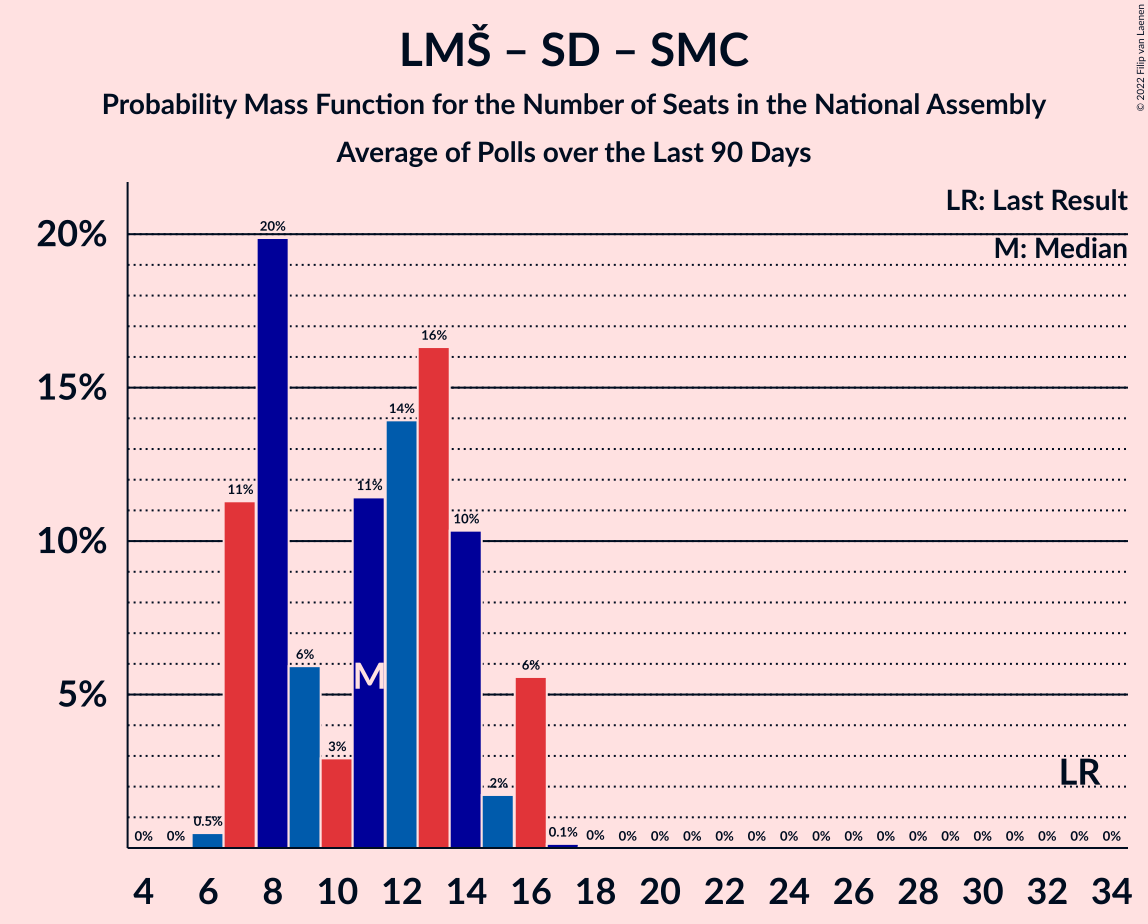 LMŠ – SD – SMC
Probability Mass Function for the Number of Seats in the National Assembly
Average of Polls over the Last 90 Days
© 2022 Filip van Laenen
LR: Last Result
M: Median
20%
15%
10%
5%
0% 0% 0.5% 11% 20% 6% 3% 11% 14% 16% 10% 2% 6% 0.1% 0% 0% 0% 0% 0% 0% 0% 0% 0% 0% 0% 0% 0% 0% 0% 0% 0%
M
LR
4 6 8 10 12 14 16 18 20 22 24 26 28 30 32 34